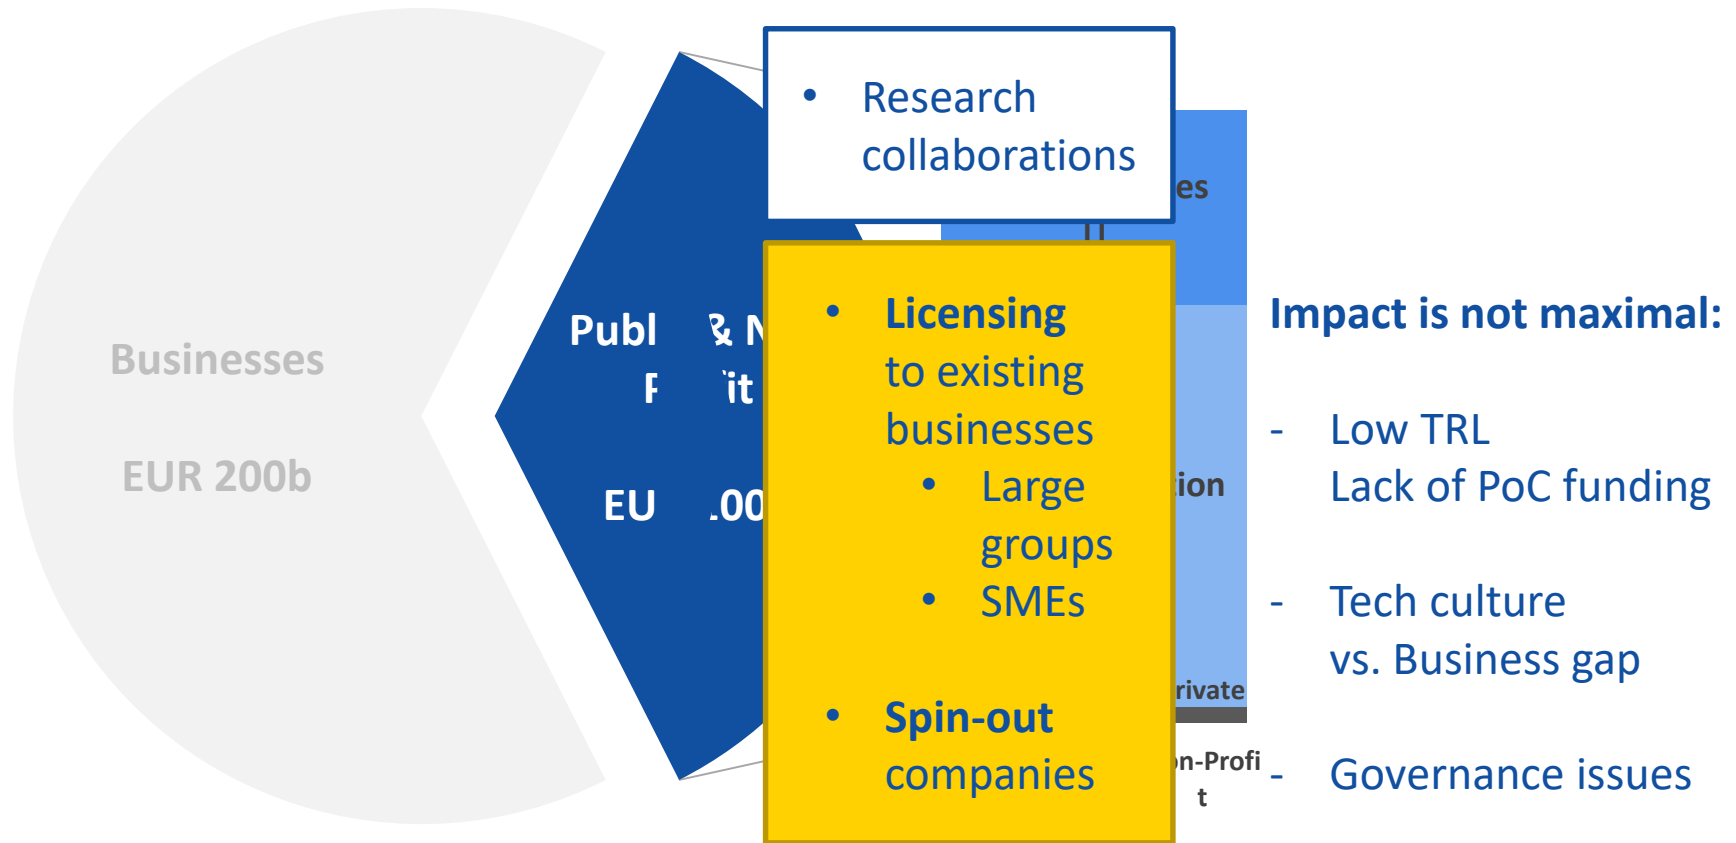 Businesses
EUR 200b
Publ & N
it
EU 00
• Research
collaborations
es
• Licensing
to existing
businesses
• Large
groups
• SMEs
• Spin-out
companies
ion
rivate
n-Profi
t
Impact is not maximal:
- Low TRL
Lack of PoC funding
- Tech culture
vs. Business gap
- Governance issues